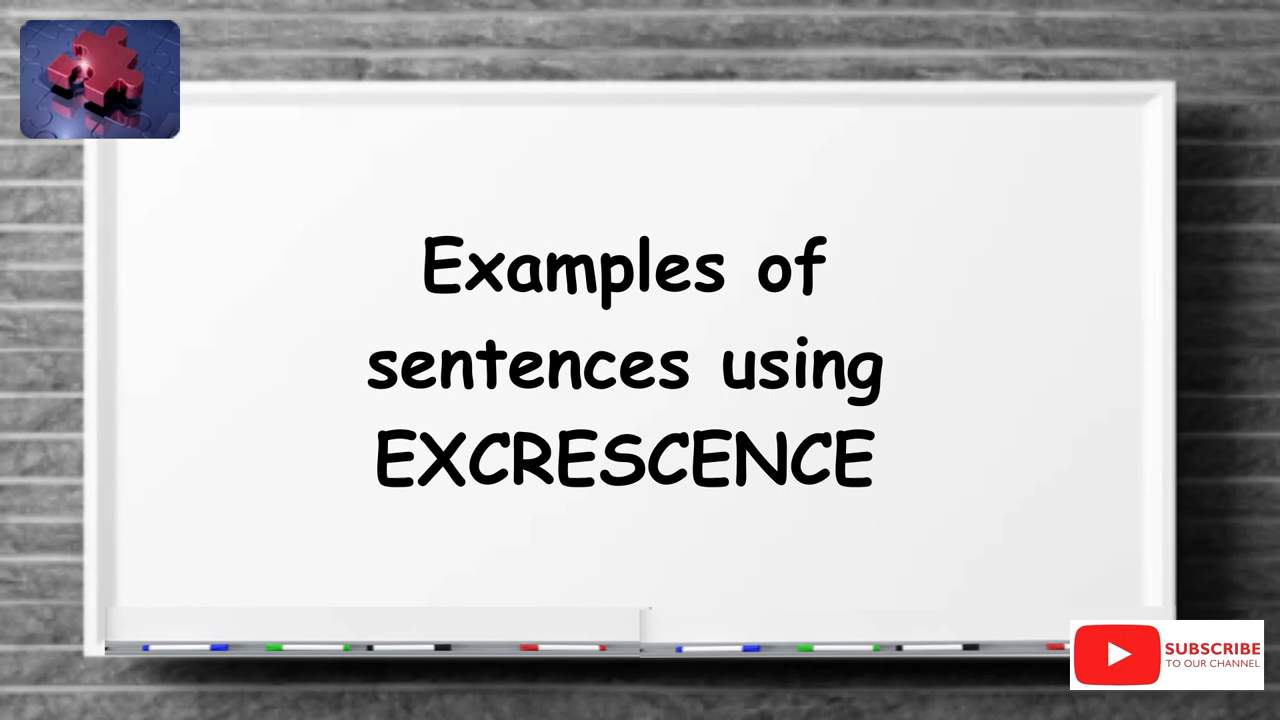 Examples of
sentences using
EXCRESCENCE
SUBSCRIBE
TO OUR CHANNEL